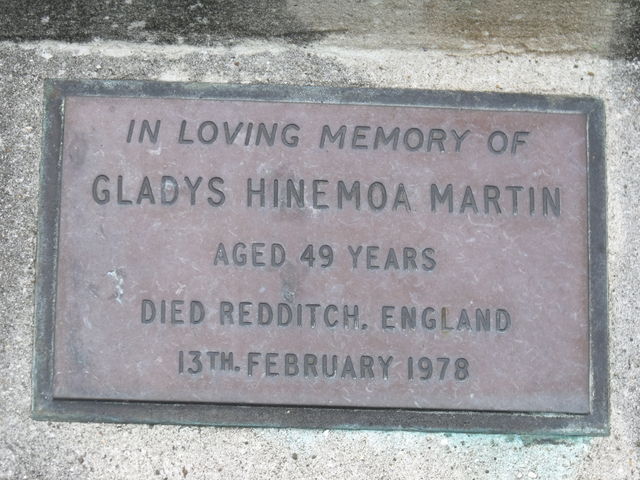 IN LOVING MEMORY OF
GLADYS HINEMOA MARTIN
AGED 49 YEARS
DIED REDDITCH. ENGLAND
13TH. FEBRUARY 1978